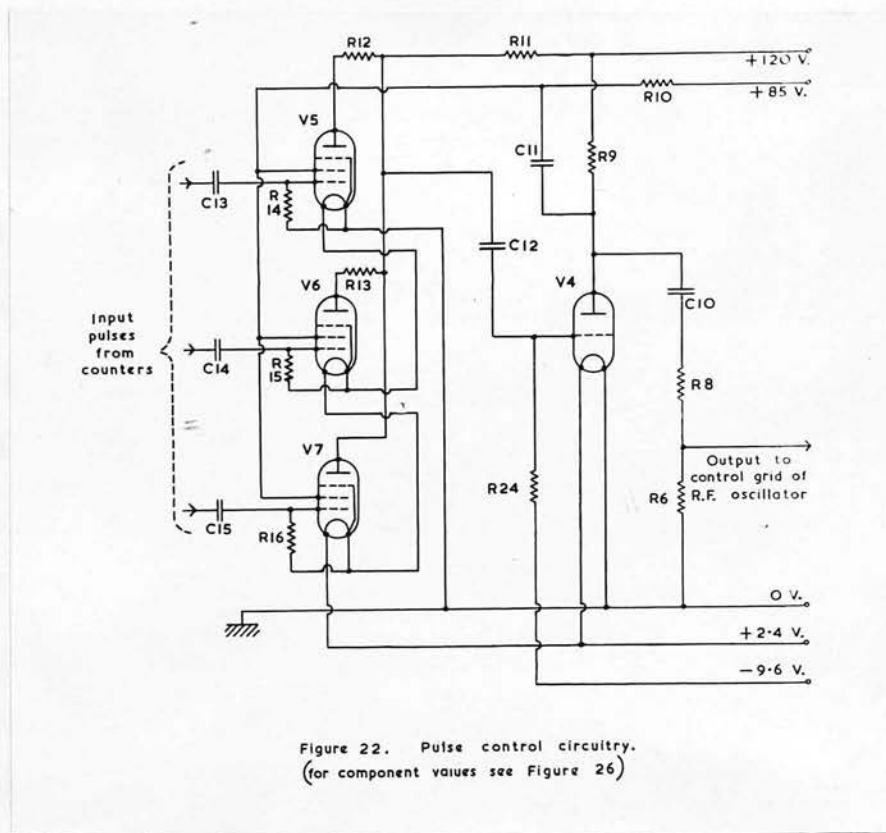 R12
R11
+120 V.
R10
+85 V.
V5
C11
R9
C13
R
14
C12
V6
R13
V4
C10
Input
pulses
from
counters
C14
R
15
R8
V7
Output to
control grid of
R.F. oscillator
R24
R6
C15
R16
0 V.
+2·4 V.
−9·6 V.
Figure 22. Pulse control circuitry.
(for component values see Figure 26)